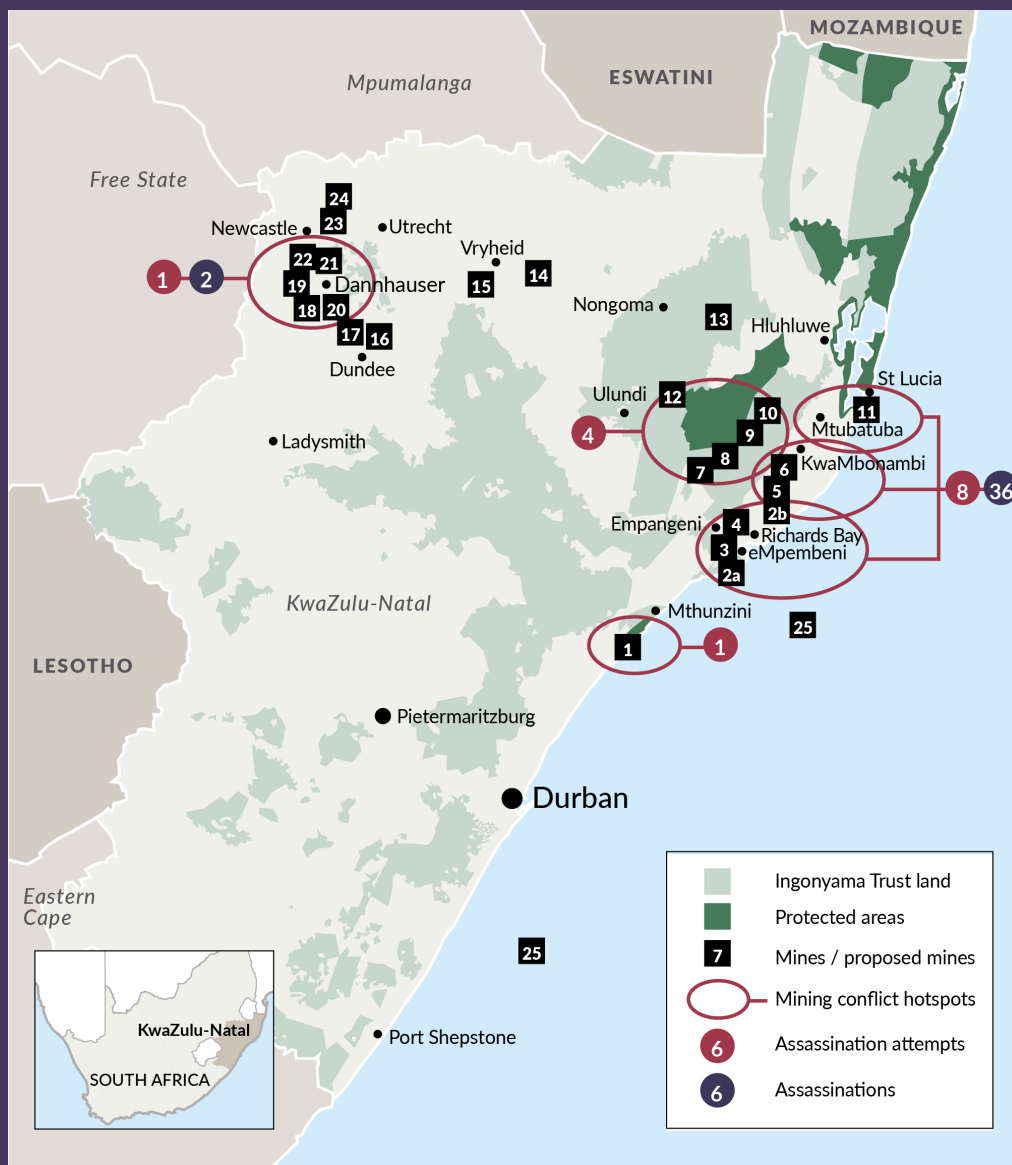 MOZAMBIQUE
ESWATINI
Mpumalanga
Free State
24
23
Newcastle
Utrecht
Vryheid
22
21
14
1
2
19
Dannhauser
15
18
20
Nongoma
13
17
16
Hluhluwe
Dundee
St Lucia
Ulundi
12
10
11
4
9
Mtubatuba
Ladysmith
8
7
6
KwaMbonambi
5
8
36
2b
Empangeni
4
Richards Bay
3
eMpembeni
2a
KwaZulu-Natal
Mthunzini
25
1
1
LESOTHO
Pietermaritzburg
Durban
Eastern
Cape
25
Port Shepstone
KwaZulu-Natal
SOUTH AFRICA
Ingonyama Trust land
Protected areas
7
Mines / proposed mines
Mining conflict hotspots
6
Assassination attempts
6
Assassinations